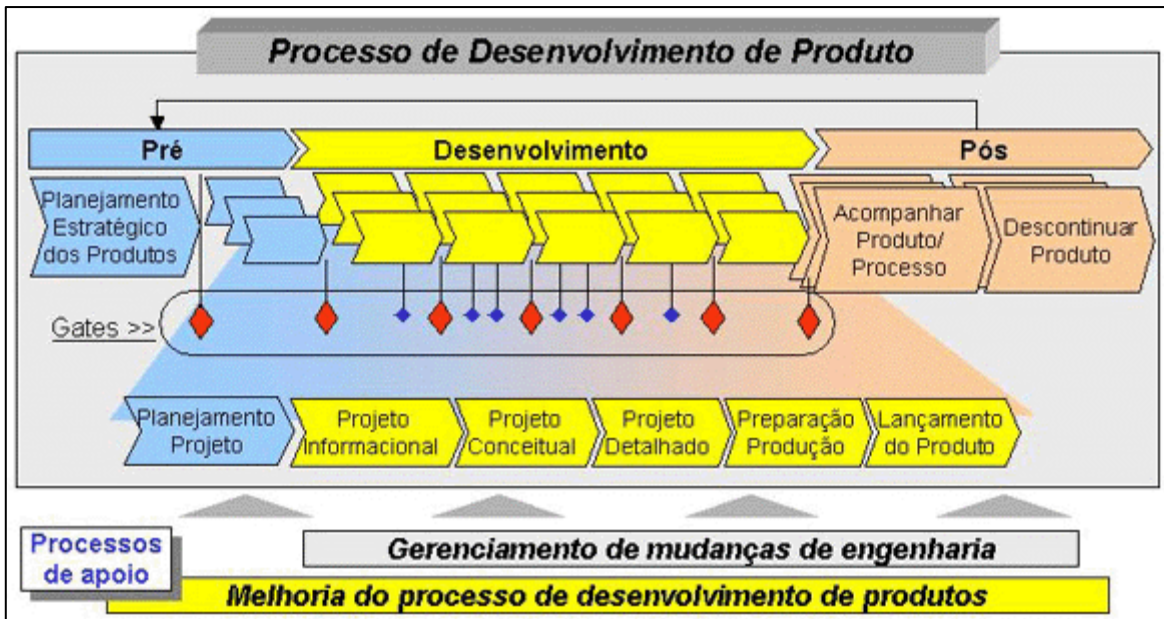 Processo de Desenvolvimento de Produto
Pré
Desenvolvimento
Pós
Planejamento
Estratégico
dos Produtos
Acompanhar
Produto/
Processo
Descontinuar
Produto
Gates >>
Planejamento
Projeto
Projeto
Informacional
Projeto
Conceitual
Projeto
Detalhado
Preparação
Produção
Lançamento
do Produto
Processos
de apoio
Gerenciamento de mudanças de engenharia
Melhoria do processo de desenvolvimento de produtos